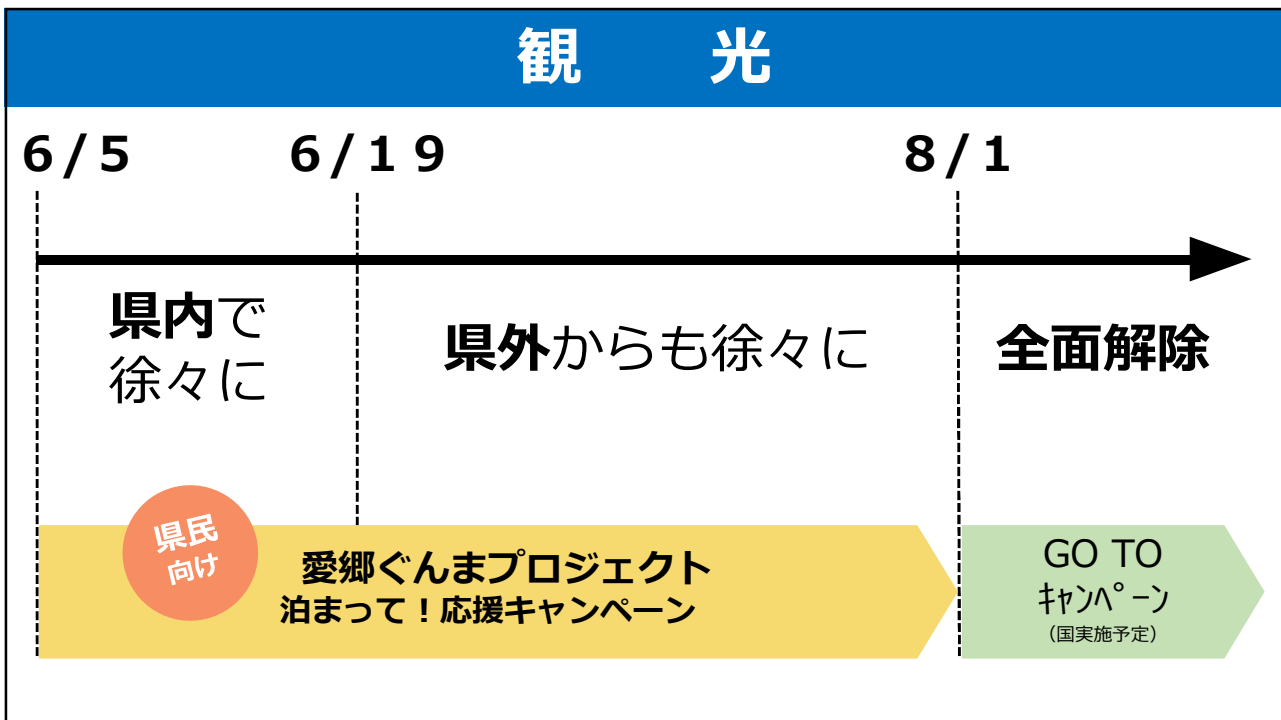 観　　光
6/5
6/19
8/1
県内で
徐々に
県外からも徐々に
全面解除
県民
向け
愛郷ぐんまプロジェクト
泊まって！応援キャンペーン
GO TO
ｷｬﾝﾍﾟｰﾝ
（国実施予定）